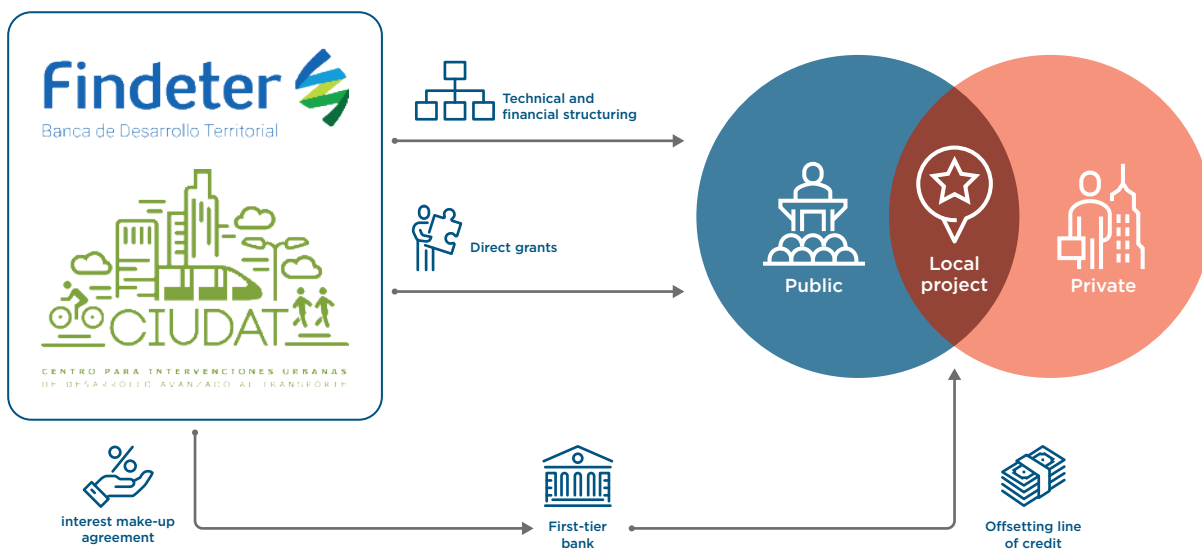 Findeter
Banca de Desarrollo Territorial
CIUDAT
CENTRO PARA INTERVENCIONES URBANAS
DE DESARROLLO AVANZADO AL TRANSPORTE
Technical and
financial structuring
Direct grants
Public
Local
project
Private
interest make-up
agreement
First-tier
bank
Offsetting line
of credit